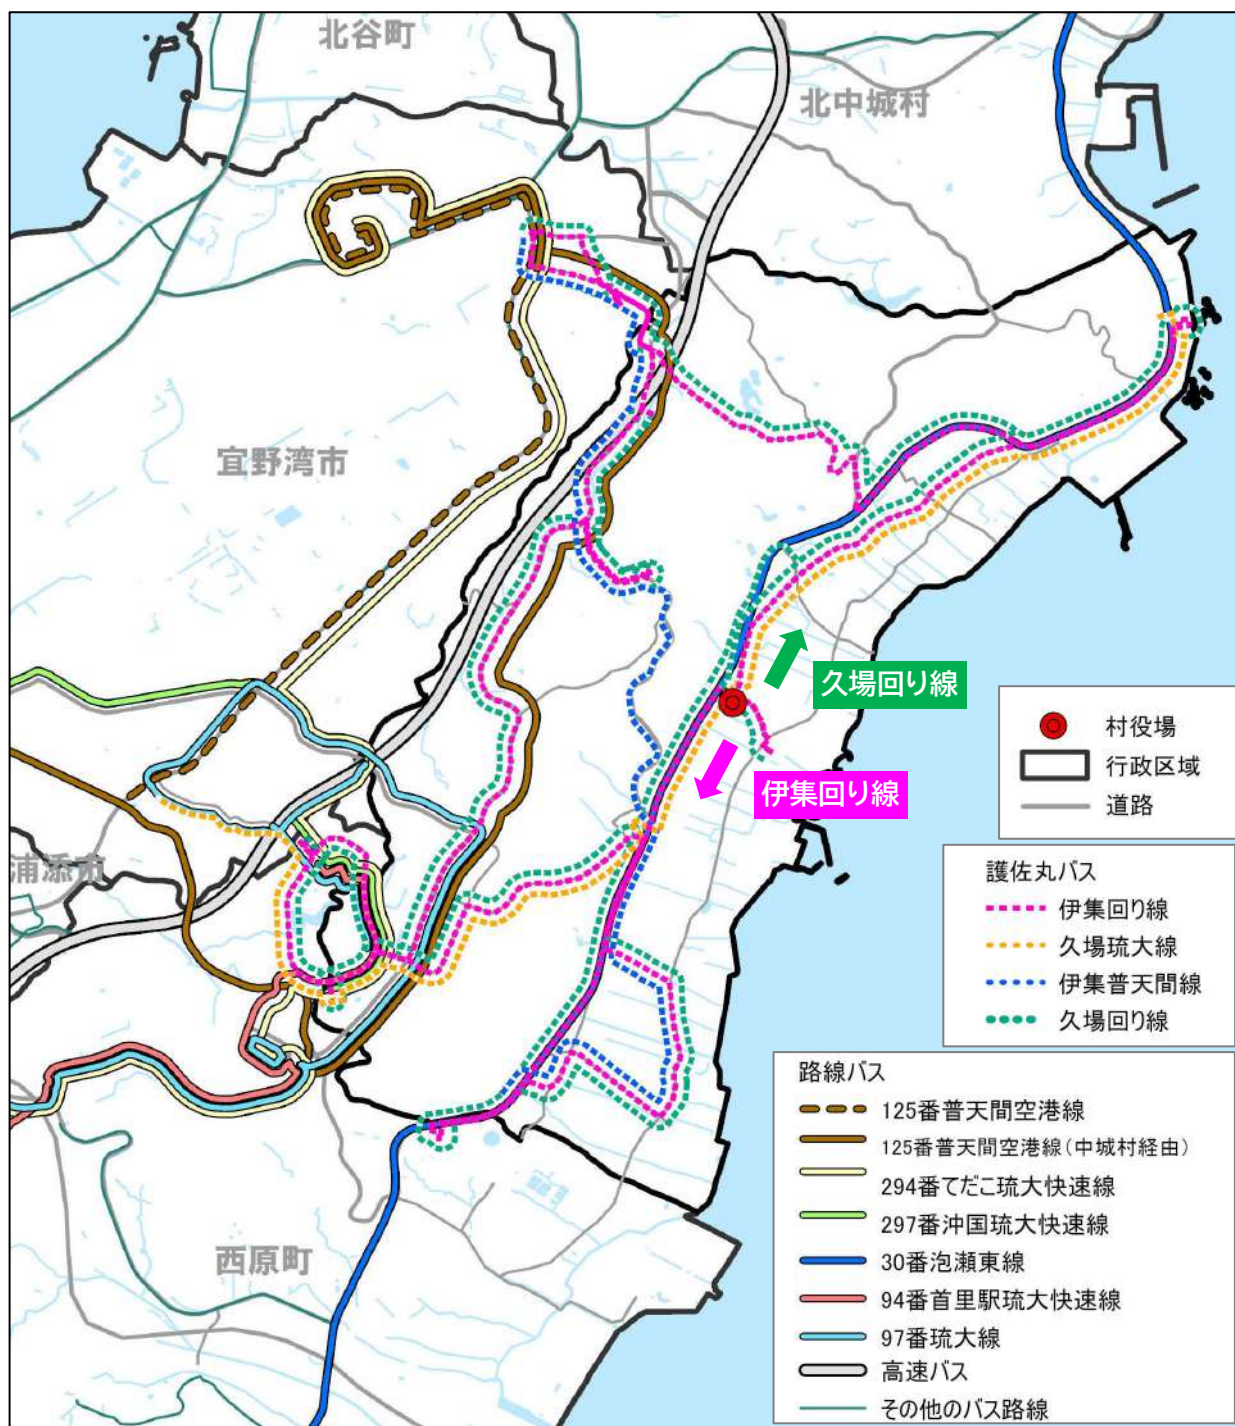 北谷町
北中城村
宜野湾市
久場回り線
伊集回り線
浦添市
西原町
村役場
行政区域
道路
護佐丸バス
伊集回り線
久場琉大線
伊集普天間線
久場回り線
路線バス
125番普天間空港線
125番普天間空港線(中城村経由)
294番てだこ琉大快速線
297番沖国琉大快速線
30番泡瀬東線
94番首里駅琉大快速線
97番琉大線
高速バス
その他のバス路線